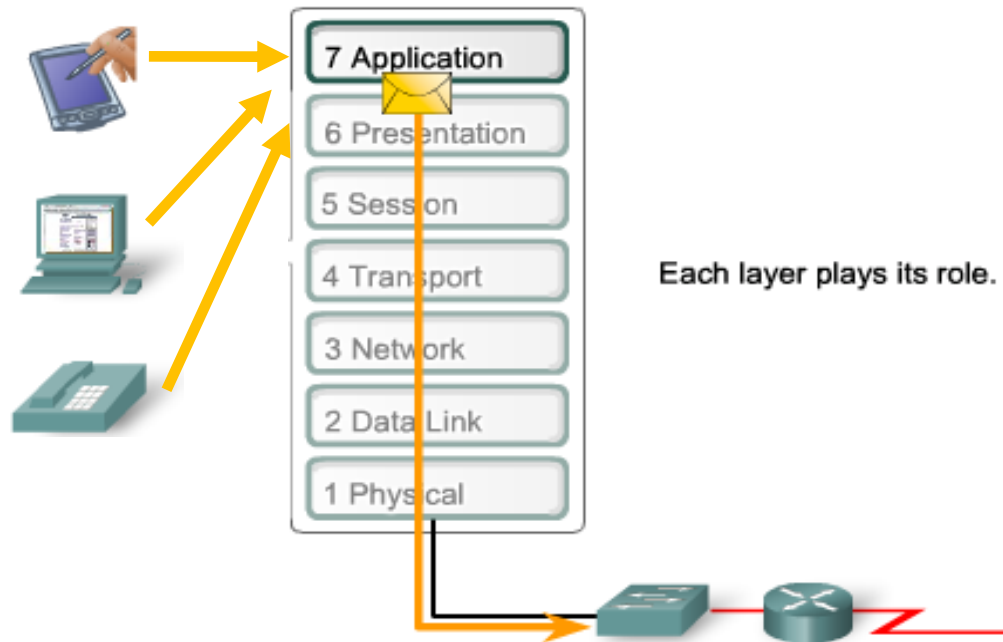 7 Application
6 Presentation
5 Session
4 Transport
Each layer plays its role.
3 Network
2 Data Link
1 Physical